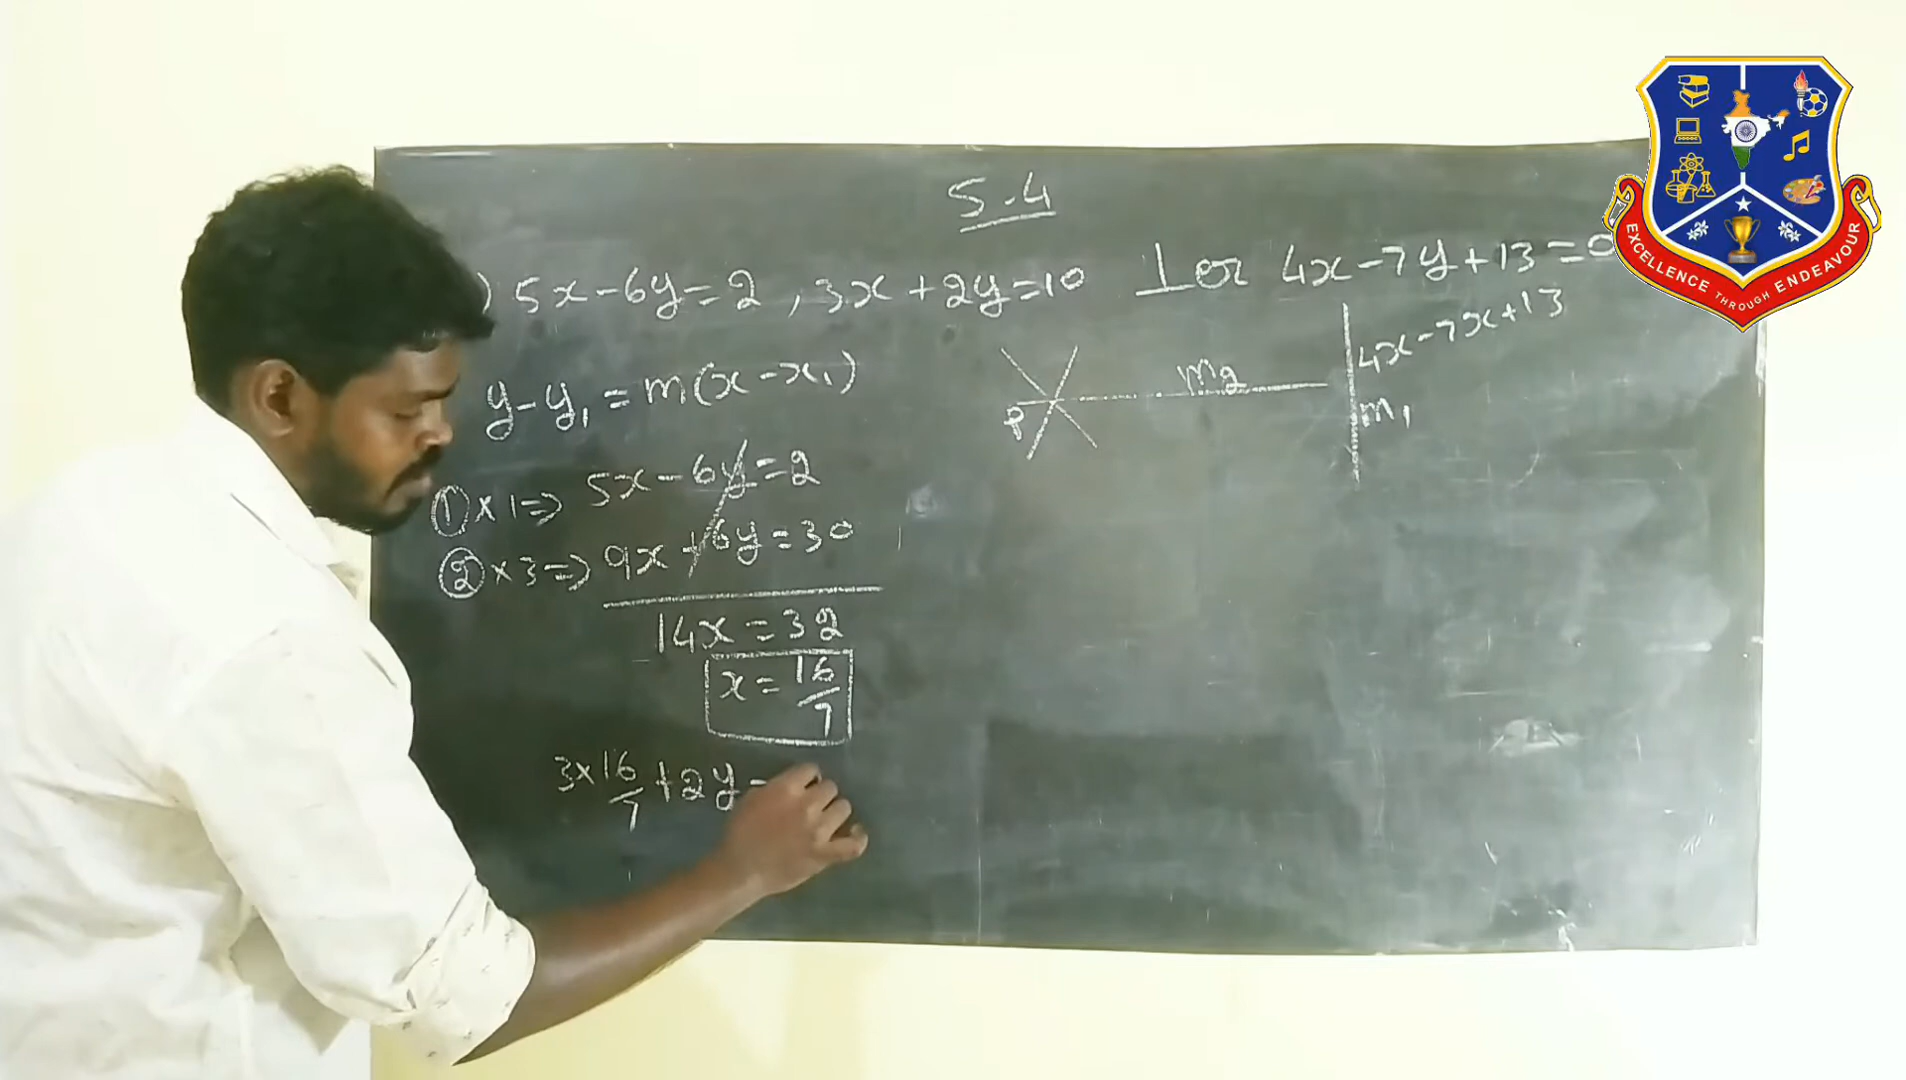 5.4
) 5x-6y=2 , 3x+2y=10 ⊥er 4x-7y+13=0
y-y₁=m(x-x₁)
m₂
4x-7x+13
P
m₁
①×1⇒ 5x-6y=2
②×3⇒ 9x+6y=30
14x=32
x=16/7
3×16/7+2y=
EXCELLENCE THROUGH ENDEAVOUR